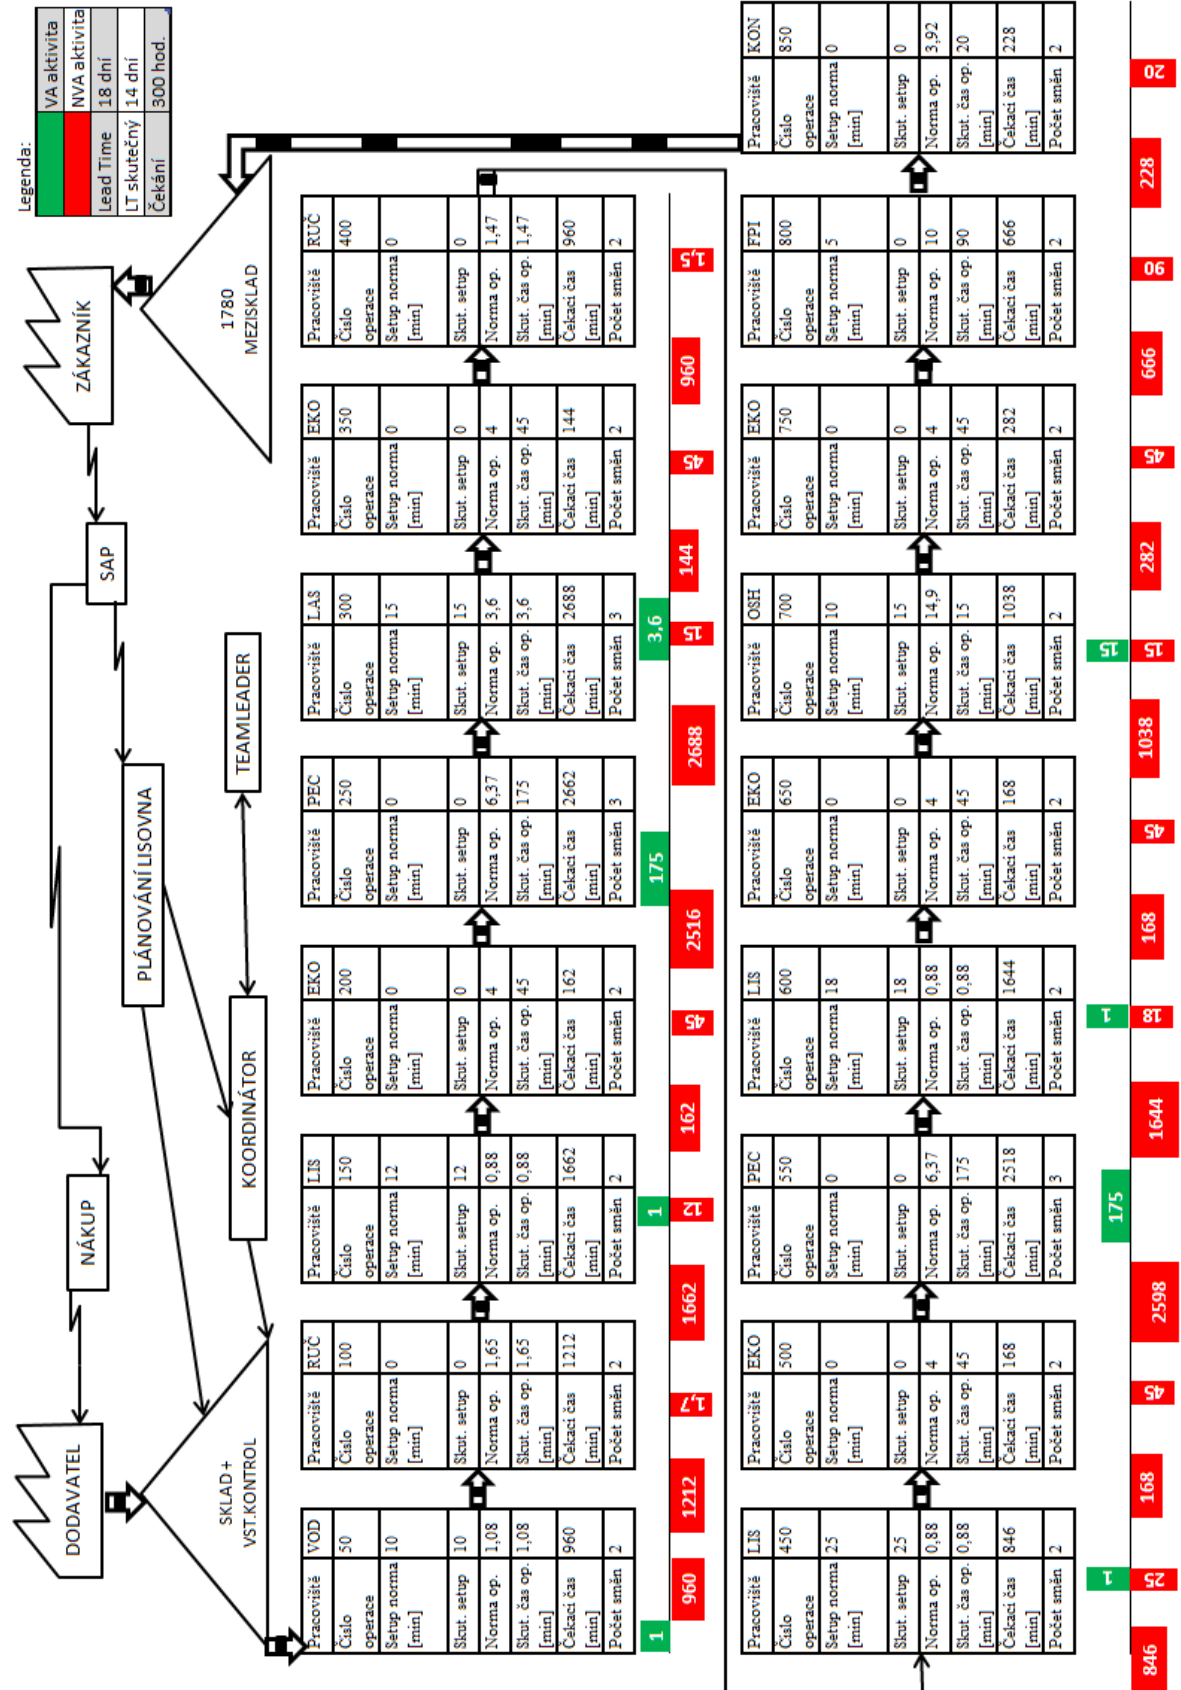 Legenda:
VA aktivita
NVA aktivita
Lead Time 18 dní
LT skutečný 14 dní
Čekání 300 hod.
DODAVATEL
NÁKUP
SAP
ZÁKAZNÍK
PLÁNOVÁNÍ LISOVNA
KOORDINÁTOR
TEAMLEADER
SKLAD +
VST.KONTROL
1780
MEZISKLAD
Pracoviště VOD
Číslo 50
operace
Setup norma 10
[min]
Skut. setup 10
Norma op. 1,08
Skut. čas op. 1,08
[min]
Čekací čas 960
[min]
Počet směn 2
Pracoviště RUČ
Číslo 100
operace
Setup norma 0
[min]
Skut. setup 0
Norma op. 1,65
Skut. čas op. 1,65
[min]
Čekací čas 1212
[min]
Počet směn 2
Pracoviště LIS
Číslo 150
operace
Setup norma 12
[min]
Skut. setup 12
Norma op. 0,88
Skut. čas op. 0,88
[min]
Čekací čas 1662
[min]
Počet směn 2
Pracoviště EKO
Číslo 200
operace
Setup norma 0
[min]
Skut. setup 0
Norma op. 4
Skut. čas op. 45
[min]
Čekací čas 162
[min]
Počet směn 2
Pracoviště PEC
Číslo 250
operace
Setup norma 0
[min]
Skut. setup 0
Norma op. 6,37
Skut. čas op. 175
[min]
Čekací čas 2662
[min]
Počet směn 3
Pracoviště LAS
Číslo 300
operace
Setup norma 15
[min]
Skut. setup 15
Norma op. 3,6
Skut. čas op. 3,6
[min]
Čekací čas 2688
[min]
Počet směn 3
Pracoviště EKO
Číslo 350
operace
Setup norma 0
[min]
Skut. setup 0
Norma op. 4
Skut. čas op. 45
[min]
Čekací čas 144
[min]
Počet směn 2
Pracoviště RUČ
Číslo 400
operace
Setup norma 0
[min]
Skut. setup 0
Norma op. 1,47
Skut. čas op. 1,47
[min]
Čekací čas 960
[min]
Počet směn 2
1 1 175 3,6
960 1212 1,7 1662 12 162 45 2516 2688 15 144 45 960 1,5
Pracoviště LIS
Číslo 450
operace
Setup norma 25
[min]
Skut. setup 25
Norma op. 0,88
Skut. čas op. 0,88
[min]
Čekací čas 846
[min]
Počet směn 2
Pracoviště EKO
Číslo 500
operace
Setup norma 0
[min]
Skut. setup 0
Norma op. 4
Skut. čas op. 45
[min]
Čekací čas 168
[min]
Počet směn 2
Pracoviště PEC
Číslo 550
operace
Setup norma 0
[min]
Skut. setup 0
Norma op. 6,37
Skut. čas op. 175
[min]
Čekací čas 2518
[min]
Počet směn 3
Pracoviště LIS
Číslo 600
operace
Setup norma 18
[min]
Skut. setup 18
Norma op. 0,88
Skut. čas op. 0,88
[min]
Čekací čas 1644
[min]
Počet směn 2
Pracoviště EKO
Číslo 650
operace
Setup norma 0
[min]
Skut. setup 0
Norma op. 4
Skut. čas op. 45
[min]
Čekací čas 168
[min]
Počet směn 2
Pracoviště OSH
Číslo 700
operace
Setup norma 10
[min]
Skut. setup 15
Norma op. 14,9
Skut. čas op. 15
[min]
Čekací čas 1038
[min]
Počet směn 2
Pracoviště EKO
Číslo 750
operace
Setup norma 0
[min]
Skut. setup 0
Norma op. 4
Skut. čas op. 45
[min]
Čekací čas 282
[min]
Počet směn 2
Pracoviště FPI
Číslo 800
operace
Setup norma 5
[min]
Skut. setup 0
Norma op. 10
Skut. čas op. 90
[min]
Čekací čas 666
[min]
Počet směn 2
Pracoviště KON
Číslo 850
operace
Setup norma 0
[min]
Skut. setup 0
Norma op. 3,92
Skut. čas op. 20
[min]
Čekací čas 228
[min]
Počet směn 2
1 175 1 15
846 25 168 45 2598 1644 18 168 45 1038 15 282 45 666 90 228 20